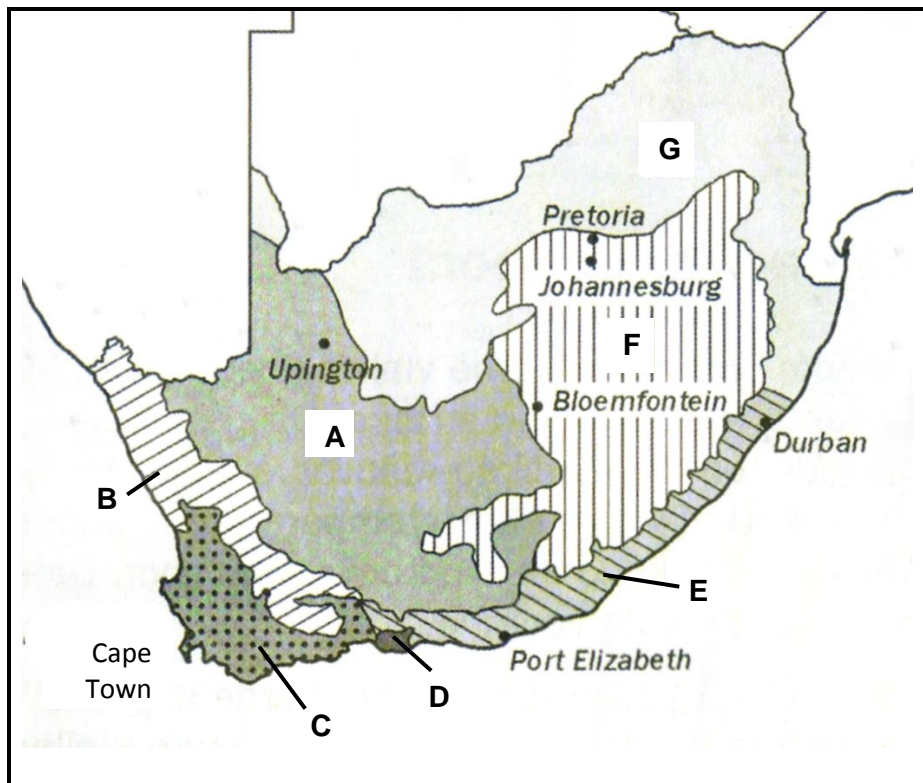 G
Pretoria
Johannesburg
F
Upington
Bloemfontein
A
Durban
B
E
Cape
Town
Port Elizabeth
D
C